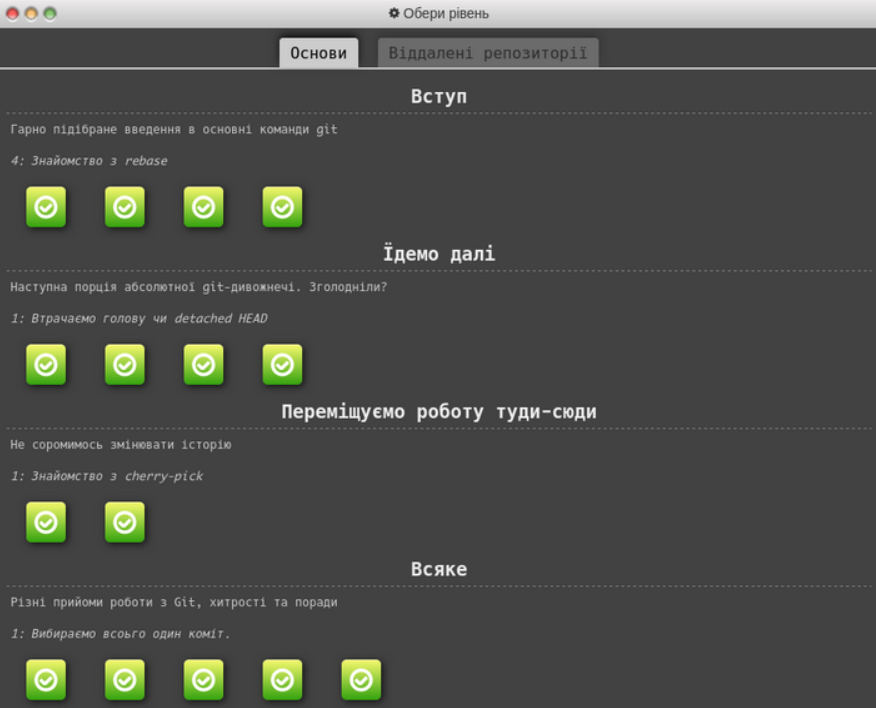 Обери рівень
Основи
Віддалені репозиторії
Вступ
Гарно підібране введення в основні команди git
4: Знайомство з rebase
Їдемо далі
Наступна порція абсолютної git-дивожнечі. Зголодніли?
1: Втрачаємо голову чи detached HEAD
Переміщуємо роботу туди-сюди
Не соромимось змінювати історію
1: Знайомство з cherry-pick
Всяке
Різні прийоми роботи з Git, хитрості та поради
1: Вибираємо всього один коміт.